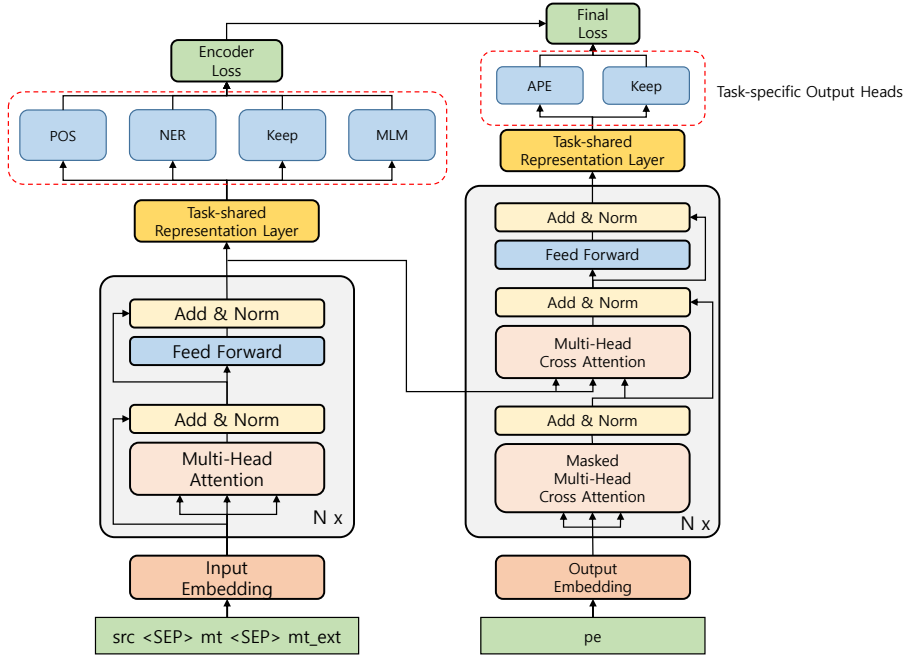 Final
Loss
Encoder
Loss
APE
Keep
Task-specific Output Heads
POS
NER
Keep
MLM
Task-shared
Representation Layer
Task-shared
Representation Layer
Add & Norm
Feed Forward
Add & Norm
Multi-Head
Cross Attention
Add & Norm
Masked
Multi-Head
Cross Attention
N x
Add & Norm
Feed Forward
Add & Norm
Multi-Head
Attention
N x
Input
Embedding
Output
Embedding
src <SEP> mt <SEP> mt_ext
pe